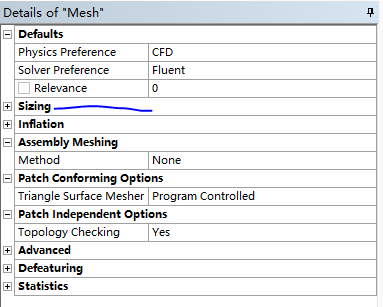 Details of "Mesh"
Defaults
Physics Preference CFD
Solver Preference Fluent
Relevance 0
Sizing
Inflation
Assembly Meshing
Method None
Patch Conforming Options
Triangle Surface Mesher Program Controlled
Patch Independent Options
Topology Checking Yes
Advanced
Defeaturing
Statistics